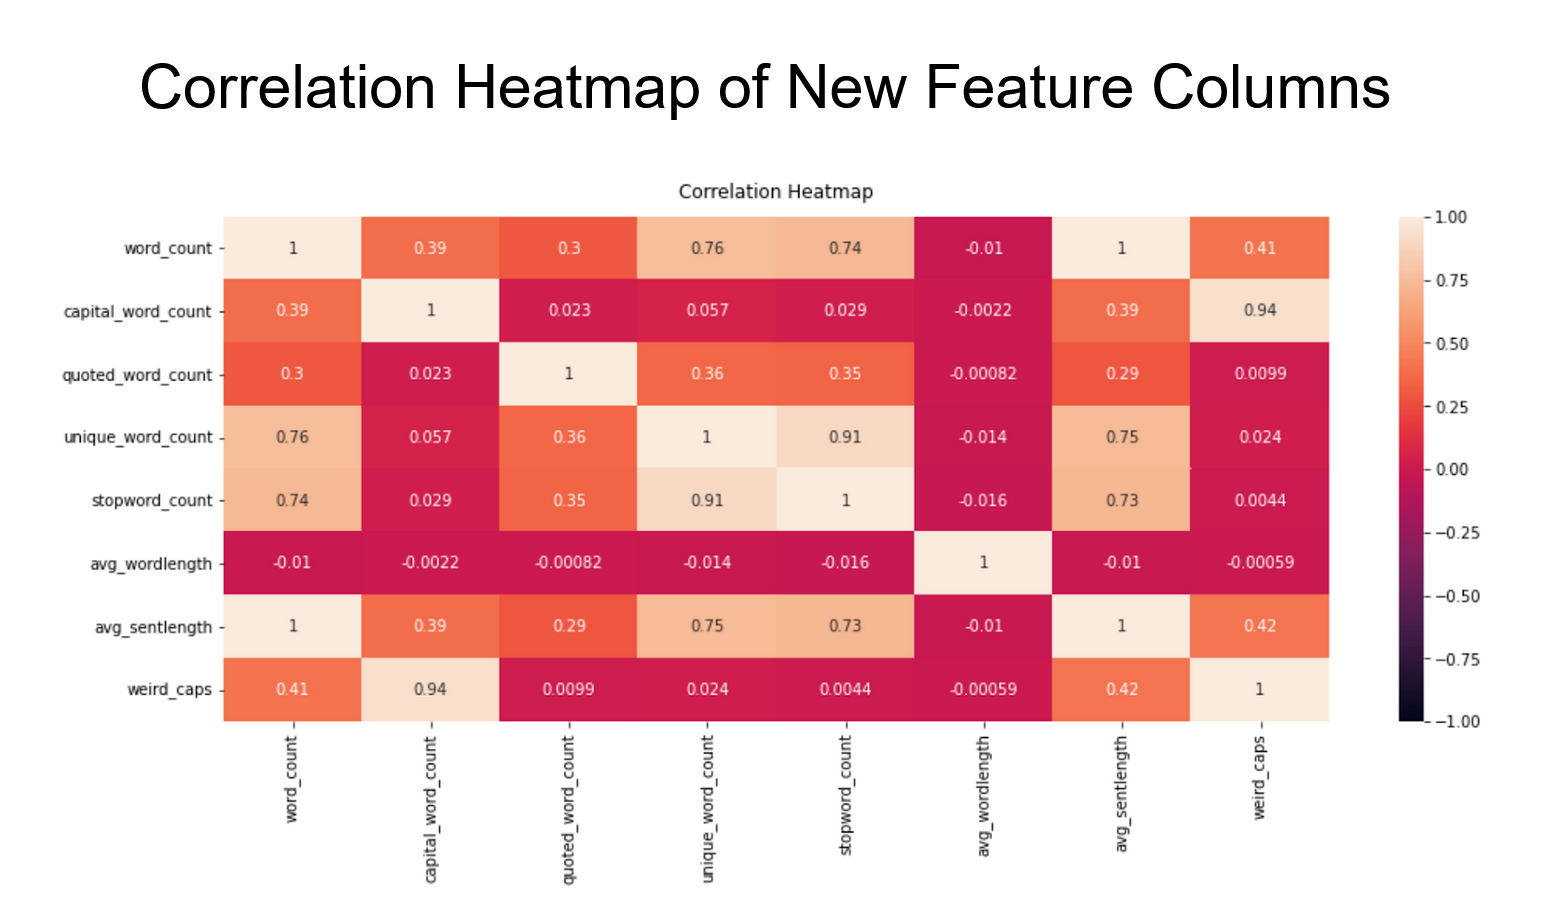 Correlation Heatmap of New Feature Columns
Correlation Heatmap
word_count 1 0.39 0.3 0.76 0.74 -0.01 1 0.41
capital_word_count 0.39 1 0.023 0.057 0.029 -0.0022 0.39 0.94
quoted_word_count 0.3 0.023 1 0.36 0.35 -0.00082 0.29 0.0099
unique_word_count 0.76 0.057 0.36 1 0.91 -0.014 0.75 0.024
stopword_count 0.74 0.029 0.35 0.91 1 -0.016 0.73 0.0044
avg_wordlength -0.01 -0.0022 -0.00082 -0.014 -0.016 1 -0.01 -0.00059
avg_sentlength 1 0.39 0.29 0.75 0.73 -0.01 1 0.42
weird_caps 0.41 0.94 0.0099 0.024 0.0044 -0.00059 0.42 1
word_count
capital_word_count
quoted_word_count
unique_word_count
stopword_count
avg_wordlength
avg_sentlength
weird_caps
1.00
0.75
0.50
0.25
0.00
−0.25
−0.50
−0.75
−1.00